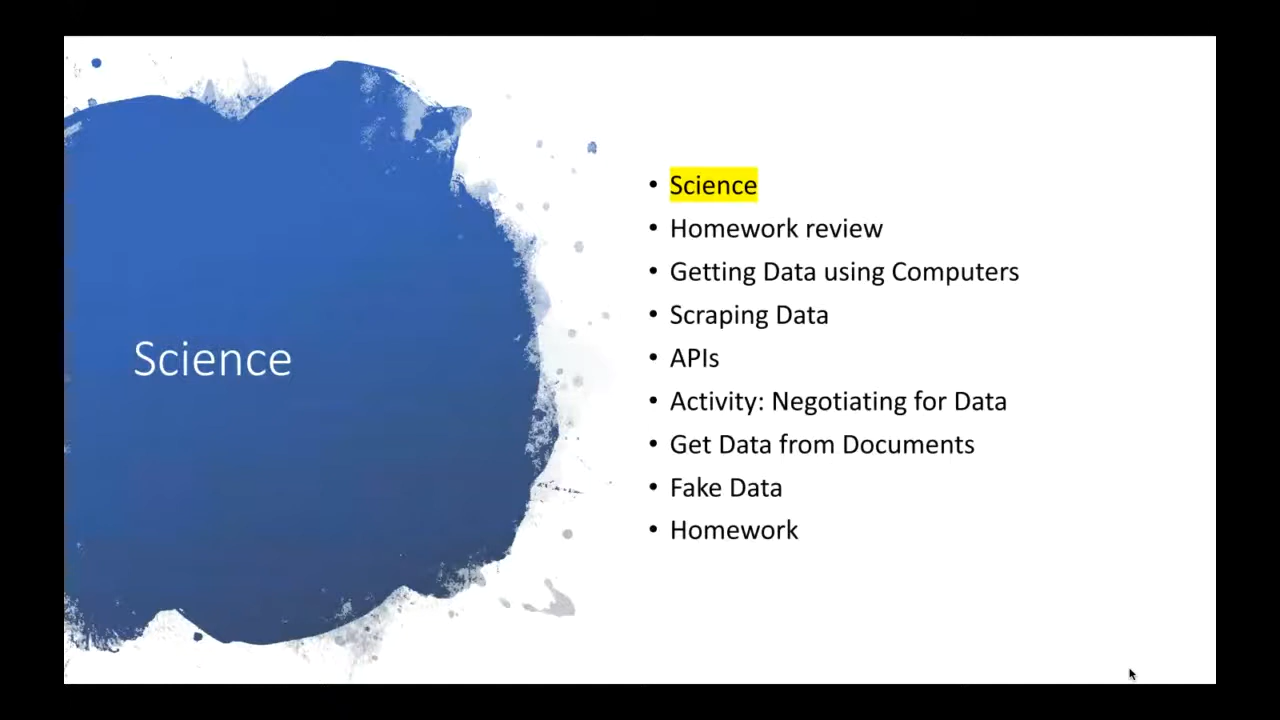 Science
• Science
• Homework review
• Getting Data using Computers
• Scraping Data
• APIs
• Activity: Negotiating for Data
• Get Data from Documents
• Fake Data
• Homework